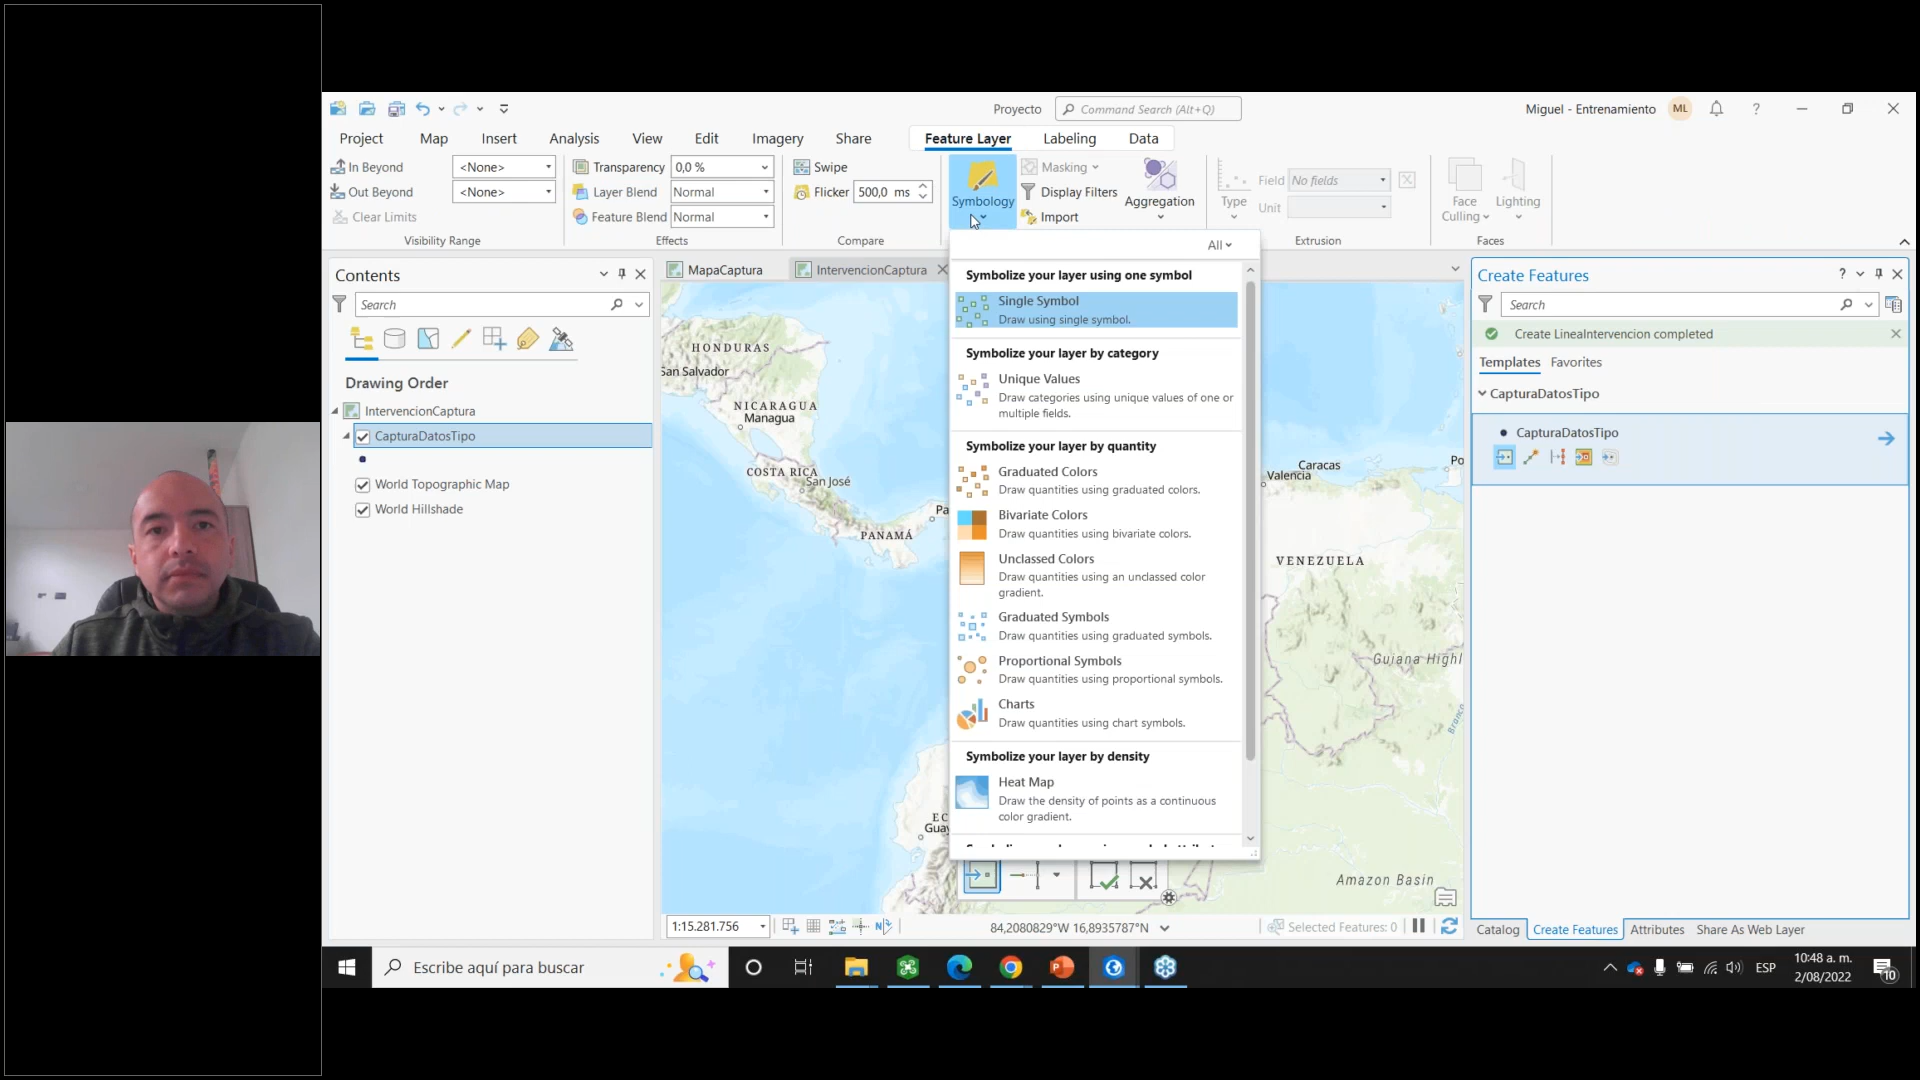 Proyecto
Command Search (Alt+Q)
Miguel - Entrenamiento
ML
?
Project
Map
Insert
Analysis
View
Edit
Imagery
Share
Feature Layer
Labeling
Data
In Beyond
<None>
Out Beyond
<None>
Clear Limits
Visibility Range
Transparency
0,0 %
Layer Blend
Normal
Feature Blend
Normal
Effects
Swipe
Flicker
500,0 ms
Compare
Symbology
Masking
Display Filters
Import
Aggregation
Type
Field
No fields
Unit
Extrusion
Face
Culling
Lighting
Faces
Contents
Search
Drawing Order
IntervencionCaptura
CapturaDatosTipo
World Topographic Map
World Hillshade
MapaCaptura
IntervencionCaptura
HONDURAS
San Salvador
NICARAGUA
Managua
COSTA RICA
San José
Pa
PANAMÁ
EC
Guay
Caracas
Valencia
Po
VENEZUELA
Guiana Highl
Branco
Amazon Basin
All
Symbolize your layer using one symbol
Single Symbol
Draw using single symbol.
Symbolize your layer by category
Unique Values
Draw categories using unique values of one or
multiple fields.
Symbolize your layer by quantity
Graduated Colors
Draw quantities using graduated colors.
Bivariate Colors
Draw quantities using bivariate colors.
Unclassed Colors
Draw quantities using an unclassed color
gradient.
Graduated Symbols
Draw quantities using graduated symbols.
Proportional Symbols
Draw quantities using proportional symbols.
Charts
Draw quantities using chart symbols.
Symbolize your layer by density
Heat Map
Draw the density of points as a continuous
color gradient.
1:15.281.756
84,2080829°W 16,8935787°N
Selected Features: 0
Create Features
?
Search
Create LineaIntervencion completed
Templates
Favorites
CapturaDatosTipo
CapturaDatosTipo
Catalog
Create Features
Attributes
Share As Web Layer
Escribe aquí para buscar
ESP
10:48 a. m.
2/08/2022
10